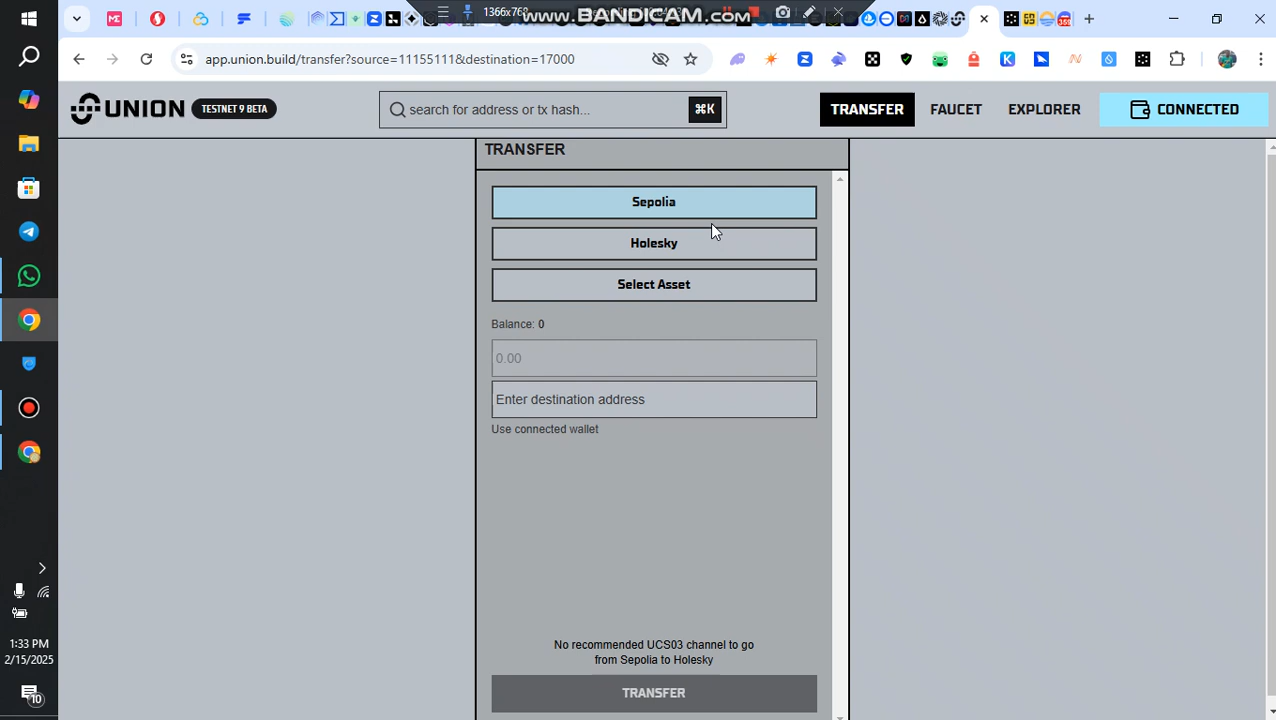 1366x768
www.BANDICAM.com
app.union.build/transfer?source=11155111&destination=17000
UNION
TESTNET 9 BETA
search for address or tx hash...
⌘K
TRANSFER
FAUCET
EXPLORER
CONNECTED
TRANSFER
Sepolia
Holesky
Select Asset
Balance: 0
0.00
Enter destination address
Use connected wallet
No recommended UCS03 channel to go
from Sepolia to Holesky
TRANSFER
1:33 PM
2/15/2025
10